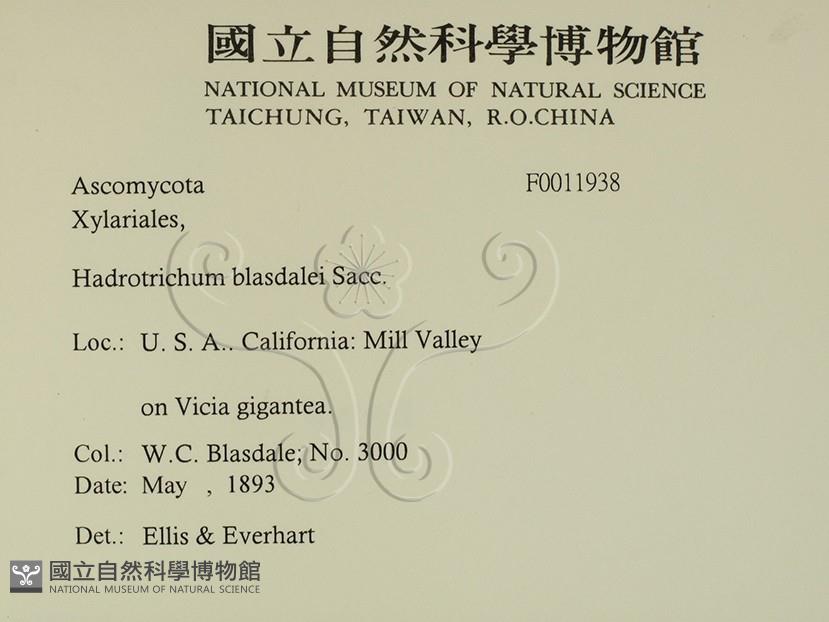 國立自然科學博物館
NATIONAL MUSEUM OF NATURAL SCIENCE
TAICHUNG, TAIWAN, R.O.CHINA
Ascomycota F0011938
Xylariales,
Hadrotrichum blasdalei Sacc.
Loc.: U. S. A.. California: Mill Valley
on Vicia gigantea.
Col.: W.C. Blasdale; No. 3000
Date: May , 1893
Det.: Ellis & Everhart
國立自然科學博物館
NATIONAL MUSEUM OF NATURAL SCIENCE